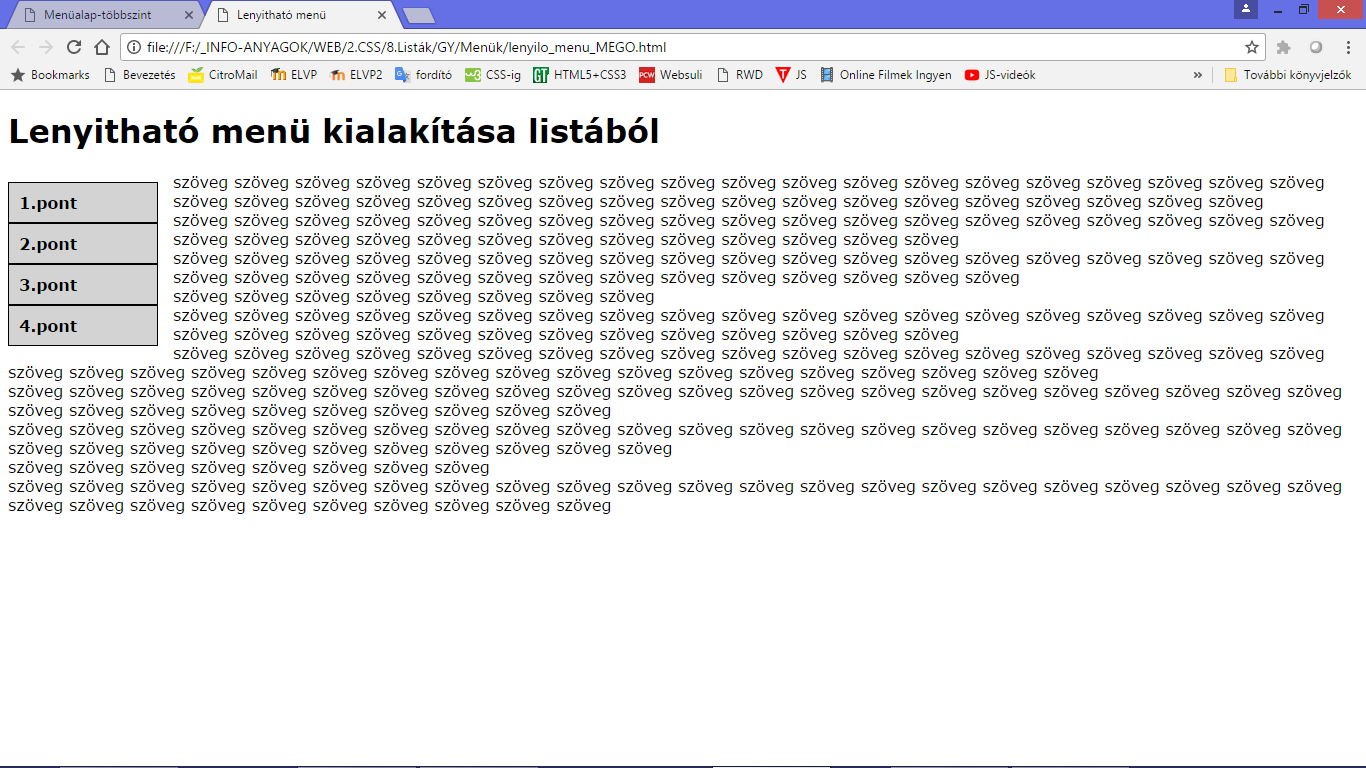 Menüalap-többszint
Lenyitható menü
file:///F:/_INFO-ANYAGOK/WEB/2.CSS/8.Listák/GY/Menük/lenyilo_menu_MEGO.html
Bookmarks Bevezetés CitroMail ELVP ELVP2 fordító CSS-ig HTML5+CSS3 Websuli RWD JS Online Filmek Ingyen JS-videók » További könyvjelzők
Lenyitható menü kialakítása listából
1.pont
2.pont
3.pont
4.pont
szöveg szöveg szöveg szöveg szöveg szöveg szöveg szöveg szöveg szöveg szöveg szöveg szöveg szöveg szöveg szöveg szöveg szöveg szöveg
szöveg szöveg szöveg szöveg szöveg szöveg szöveg szöveg szöveg szöveg szöveg szöveg szöveg szöveg szöveg szöveg szöveg szöveg
szöveg szöveg szöveg szöveg szöveg szöveg szöveg szöveg szöveg szöveg szöveg szöveg szöveg szöveg szöveg szöveg szöveg szöveg szöveg
szöveg szöveg szöveg szöveg szöveg szöveg szöveg szöveg szöveg szöveg szöveg szöveg szöveg
szöveg szöveg szöveg szöveg szöveg szöveg szöveg szöveg szöveg szöveg szöveg szöveg szöveg szöveg szöveg szöveg szöveg szöveg szöveg
szöveg szöveg szöveg szöveg szöveg szöveg szöveg szöveg szöveg szöveg szöveg szöveg szöveg szöveg
szöveg szöveg szöveg szöveg szöveg szöveg szöveg szöveg
szöveg szöveg szöveg szöveg szöveg szöveg szöveg szöveg szöveg szöveg szöveg szöveg szöveg szöveg szöveg szöveg szöveg szöveg szöveg
szöveg szöveg szöveg szöveg szöveg szöveg szöveg szöveg szöveg szöveg szöveg szöveg szöveg
szöveg szöveg szöveg szöveg szöveg szöveg szöveg szöveg szöveg szöveg szöveg szöveg szöveg szöveg szöveg szöveg szöveg szöveg szöveg
szöveg szöveg szöveg szöveg szöveg szöveg szöveg szöveg szöveg szöveg szöveg szöveg szöveg szöveg szöveg szöveg szöveg szöveg
szöveg szöveg szöveg szöveg szöveg szöveg szöveg szöveg szöveg szöveg szöveg szöveg szöveg szöveg szöveg szöveg szöveg szöveg szöveg szöveg szöveg szöveg
szöveg szöveg szöveg szöveg szöveg szöveg szöveg szöveg szöveg szöveg
szöveg szöveg szöveg szöveg szöveg szöveg szöveg szöveg szöveg szöveg szöveg szöveg szöveg szöveg szöveg szöveg szöveg szöveg szöveg szöveg szöveg szöveg
szöveg szöveg szöveg szöveg szöveg szöveg szöveg szöveg szöveg szöveg szöveg
szöveg szöveg szöveg szöveg szöveg szöveg szöveg szöveg
szöveg szöveg szöveg szöveg szöveg szöveg szöveg szöveg szöveg szöveg szöveg szöveg szöveg szöveg szöveg szöveg szöveg szöveg szöveg szöveg szöveg szöveg
szöveg szöveg szöveg szöveg szöveg szöveg szöveg szöveg szöveg szöveg